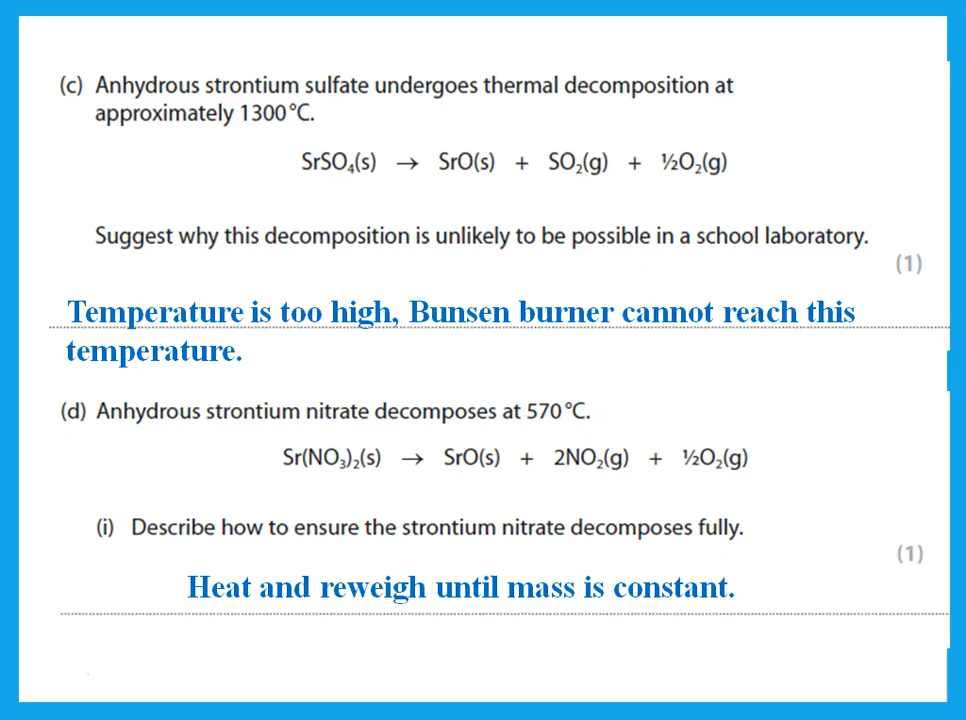 (c) Anhydrous strontium sulfate undergoes thermal decomposition at
approximately 1300 °C.
SrSO₄(s) → SrO(s) + SO₂(g) + ½O₂(g)
Suggest why this decomposition is unlikely to be possible in a school laboratory.
(1)
Temperature is too high, Bunsen burner cannot reach this
temperature.
(d) Anhydrous strontium nitrate decomposes at 570 °C.
Sr(NO₃)₂(s) → SrO(s) + 2NO₂(g) + ½O₂(g)
(i) Describe how to ensure the strontium nitrate decomposes fully.
(1)
Heat and reweigh until mass is constant.